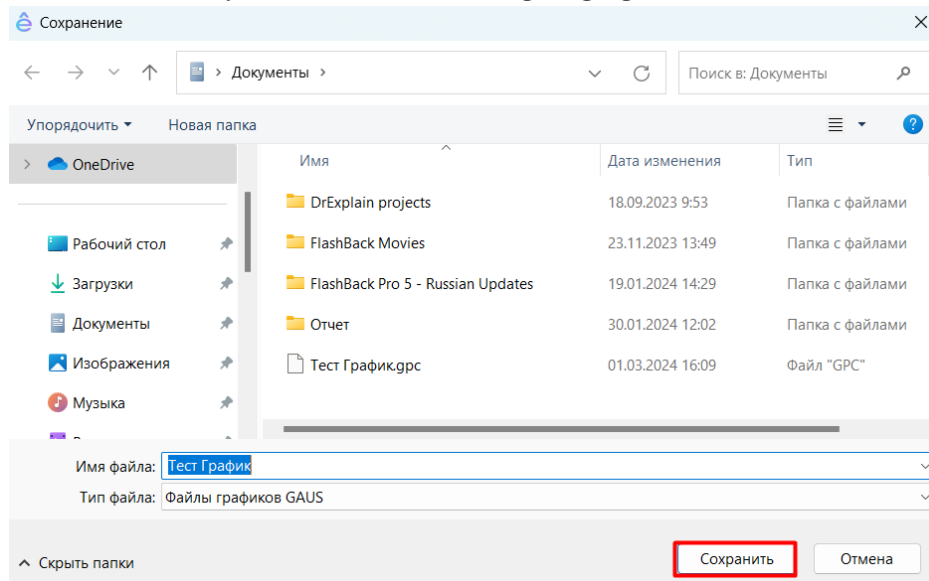 Сохранение
Документы
Поиск в: Документы
Упорядочить Новая папка
Имя Дата изменения Тип
OneDrive
DrExplain projects 18.09.2023 9:53 Папка с файлами
Рабочий стол
FlashBack Movies 23.11.2023 13:49 Папка с файлами
Загрузки
FlashBack Pro 5 - Russian Updates 19.01.2024 14:29 Папка с файлами
Документы
Отчет 30.01.2024 12:02 Папка с файлами
Изображения
Тест График.gpc 01.03.2024 16:09 Файл "GPC"
Музыка
Имя файла: Тест График
Тип файла: Файлы графиков GAUS
Скрыть папки
Сохранить Отмена